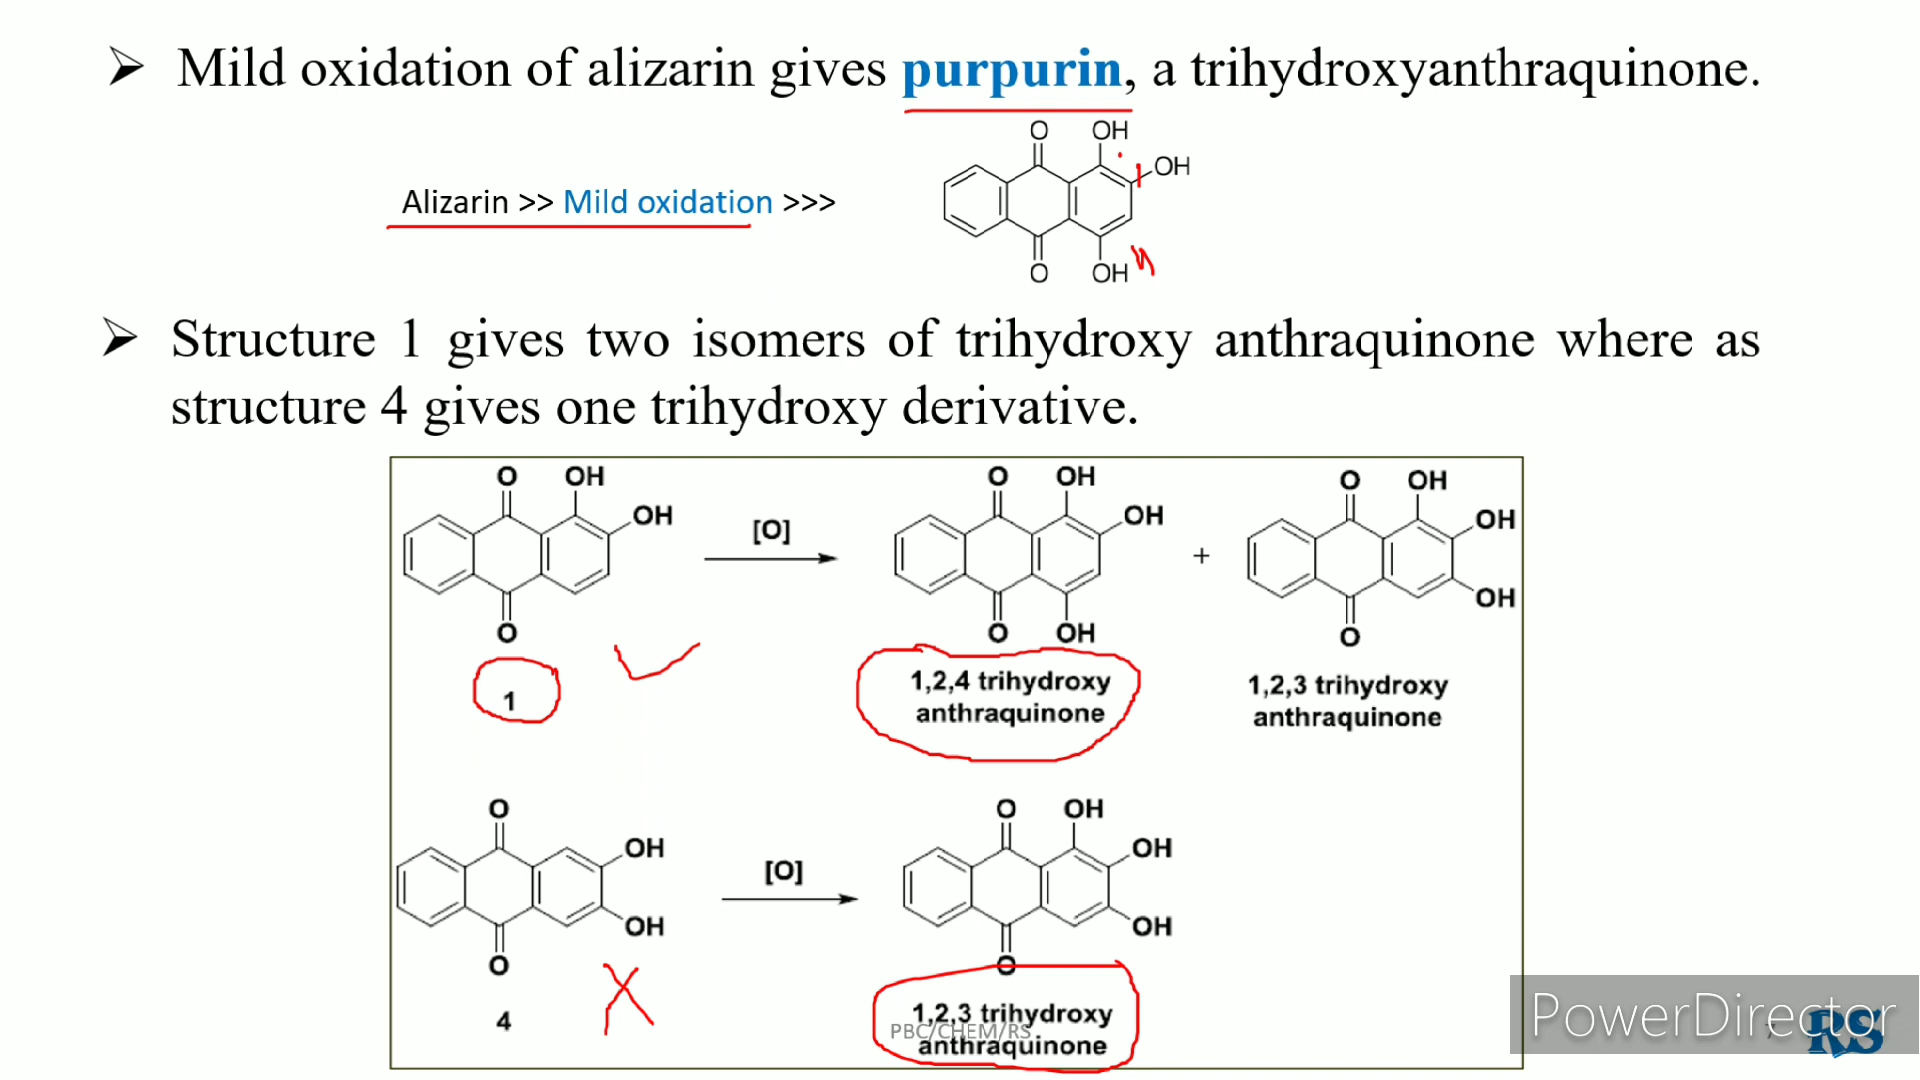 ➢ Mild oxidation of alizarin gives purpurin, a trihydroxyanthraquinone.
O OH
OH
Alizarin >> Mild oxidation >>>
O OH
➢ Structure 1 gives two isomers of trihydroxy anthraquinone where as
structure 4 gives one trihydroxy derivative.
O OH O OH O OH
OH [O] OH + OH
OH
O O OH O
1 1,2,4 trihydroxy 1,2,3 trihydroxy
anthraquinone anthraquinone
O O OH
OH [O] OH
OH OH
O O
4 1,2,3 trihydroxy
PBC/CHEM/RS
anthraquinone
PowerDirector
RS